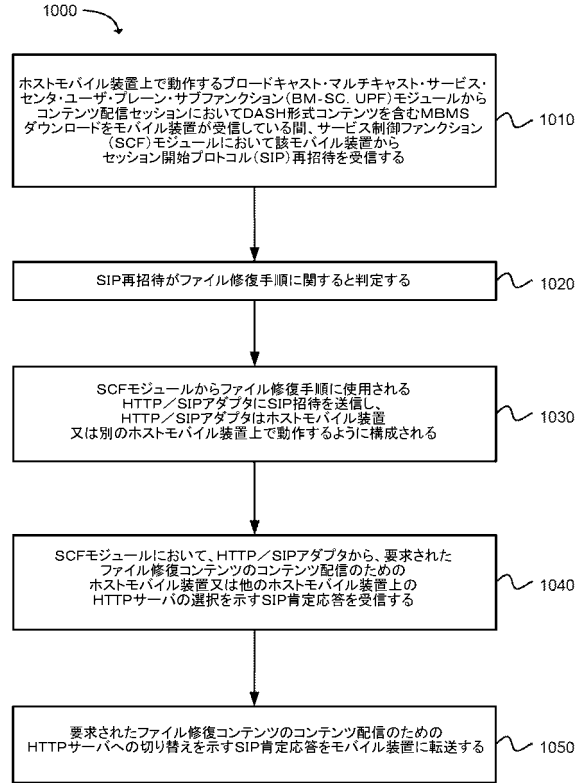 1000
ホストモバイル装置上で動作するブロードキャスト・マルチキャスト・サービス・
センタ・ユーザ・プレーン・サブファンクション(BM-SC. UPF)モジュールから
コンテンツ配信セッションにおいてDASH形式コンテンツを含むMBMS
ダウンロードをモバイル装置が受信している間、サービス制御ファンクション
(SCF)モジュールにおいて該モバイル装置から
セッション開始プロトコル(SIP)再招待を受信する
1010
SIP再招待がファイル修復手順に関すると判定する
1020
SCFモジュールからファイル修復手順に使用される
HTTP/SIPアダプタにSIP招待を送信し、
HTTP/SIPアダプタはホストモバイル装置
又は別のホストモバイル装置上で動作するように構成される
1030
SCFモジュールにおいて、HTTP/SIPアダプタから、要求された
ファイル修復コンテンツのコンテンツ配信のための
ホストモバイル装置又は他のホストモバイル装置上の
HTTPサーバの選択を示すSIP肯定応答を受信する
1040
要求されたファイル修復コンテンツのコンテンツ配信のための
HTTPサーバへの切り替えを示すSIP肯定応答をモバイル装置に転送する
1050